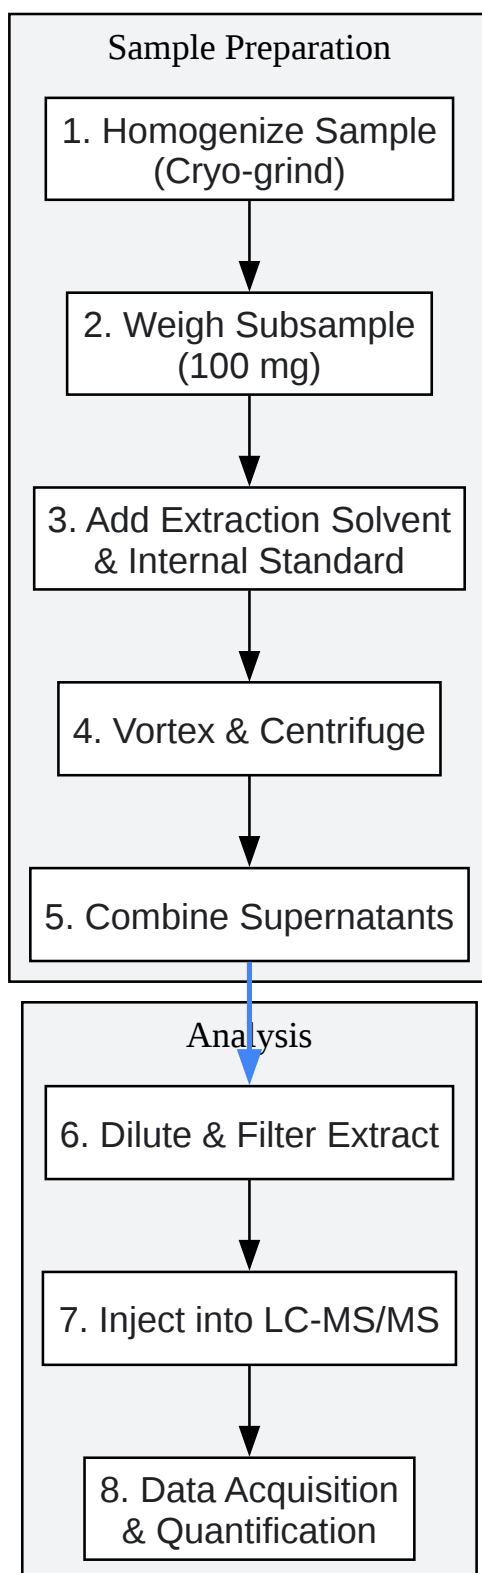 Sample Preparation
1. Homogenize Sample
(Cryo-grind)
2. Weigh Subsample
(100 mg)
3. Add Extraction Solvent
& Internal Standard
4. Vortex & Centrifuge
5. Combine Supernatants
Analysis
6. Dilute & Filter Extract
7. Inject into LC-MS/MS
8. Data Acquisition
& Quantification